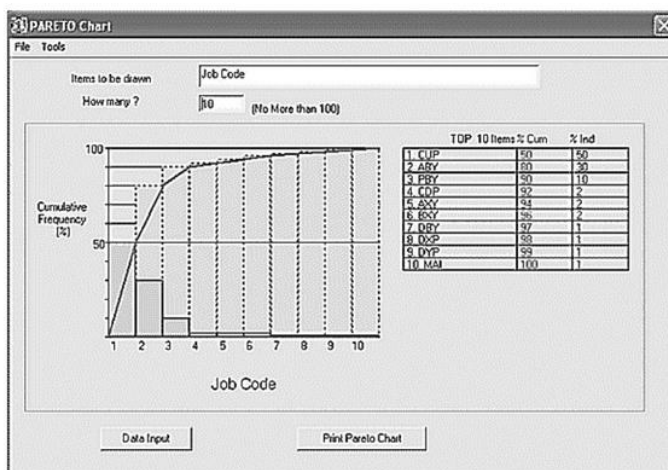 PARETO Chart
File Tools
Items to be drawn Job Code
How many ? 10 (No More than 100)
TOP 10 Items % Cum % Ind
1. CUP 50 50
2. ABY 80 30
3. PBY 90 10
4. CDP 92 2
5. AXY 94 2
6. BXY 96 2
7. DBY 97 1
8. DXP 98 1
9. DYP 99 1
10. MAI 100 1
100
Cumulative
Frequency
[%]
50
1 2 3 4 5 6 7 8 9 10
Job Code
Data Input Print Pareto Chart